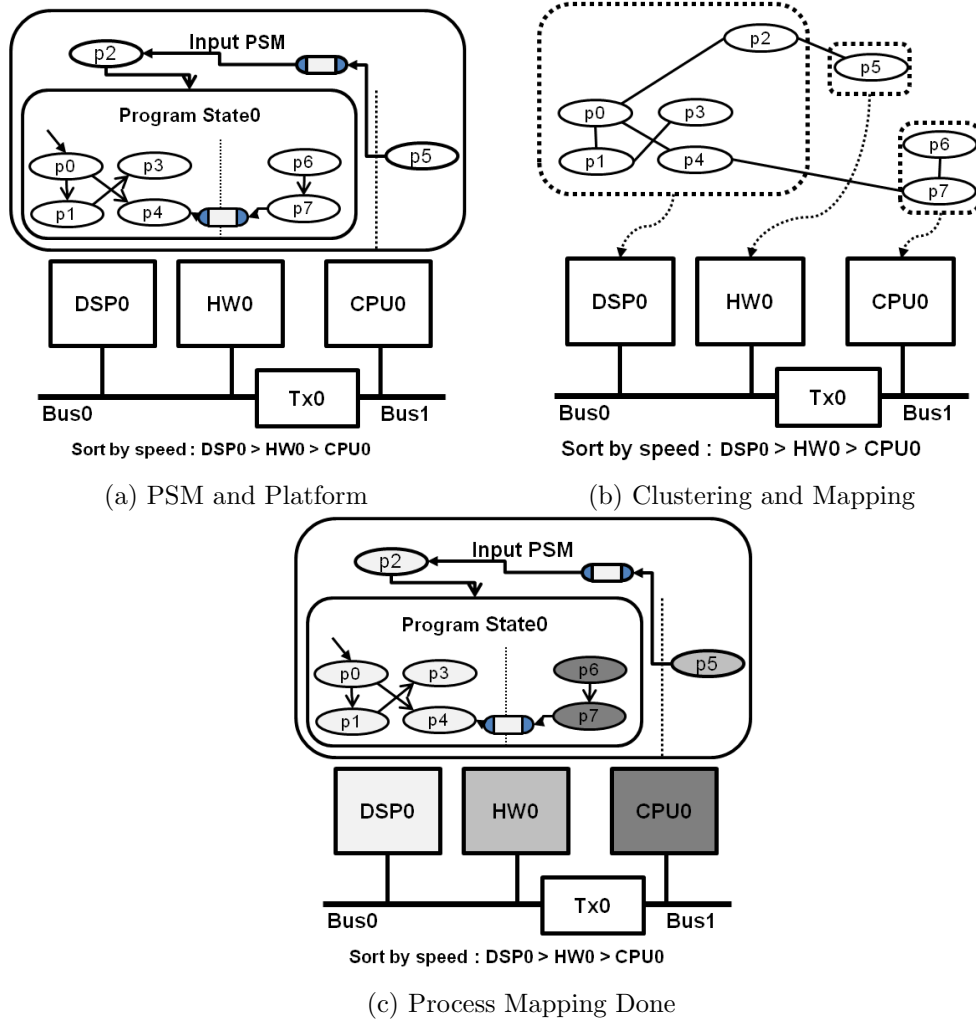 Input PSM
p2
Program State0
p0
p3
p6
p5
p1
p4
p7
DSP0
HW0
CPU0
Tx0
Bus0
Bus1
Sort by speed : DSP0 > HW0 > CPU0
(a) PSM and Platform
p2
p5
p0
p3
p6
p1
p4
p7
DSP0
HW0
CPU0
Tx0
Bus0
Bus1
Sort by speed : DSP0 > HW0 > CPU0
(b) Clustering and Mapping
Input PSM
p2
Program State0
p0
p3
p6
p5
p1
p4
p7
DSP0
HW0
CPU0
Tx0
Bus0
Bus1
Sort by speed : DSP0 > HW0 > CPU0
(c) Process Mapping Done